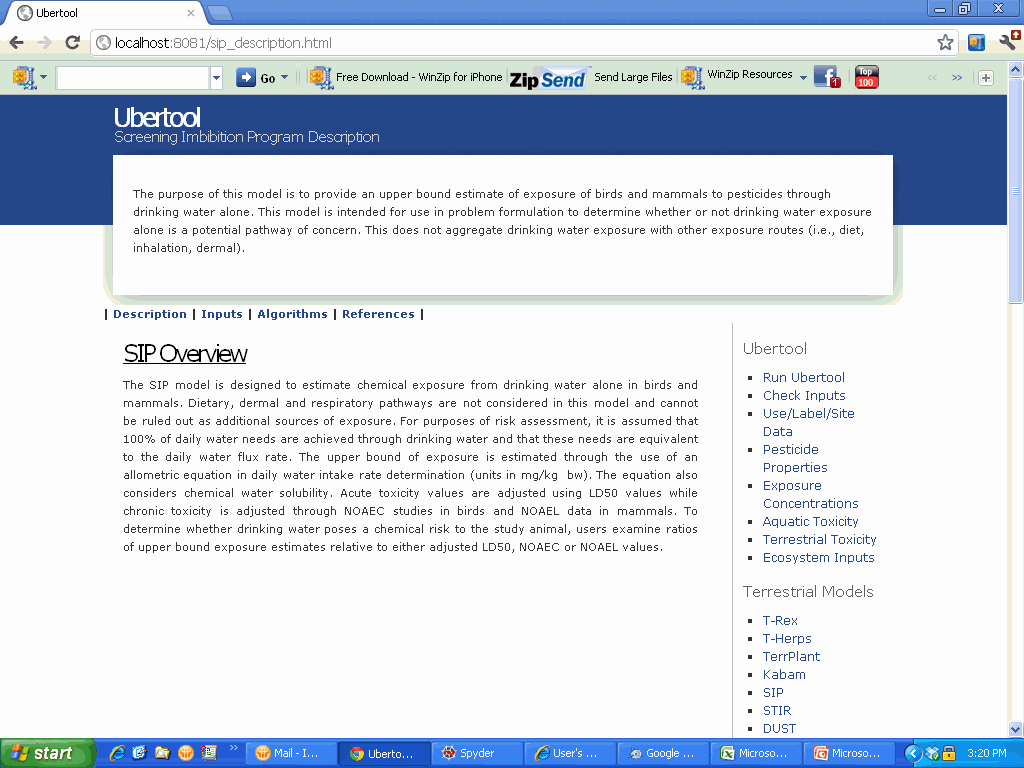 Ubertool
localhost:8081/sip_description.html
Go
Free Download - WinZip for iPhone
ZipSend
Send Large Files
WinZip Resources
1
Top 100
Ubertool
Screening Imbibition Program Description
The purpose of this model is to provide an upper bound estimate of exposure of birds and mammals to pesticides through
drinking water alone. This model is intended for use in problem formulation to determine whether or not drinking water exposure
alone is a potential pathway of concern. This does not aggregate drinking water exposure with other exposure routes (i.e., diet,
inhalation, dermal).
| Description | Inputs | Algorithms | References |
SIP Overview
The SIP model is designed to estimate chemical exposure from drinking water alone in birds and
mammals. Dietary, dermal and respiratory pathways are not considered in this model and cannot
be ruled out as additional sources of exposure. For purposes of risk assessment, it is assumed that
100% of daily water needs are achieved through drinking water and that these needs are equivalent
to the daily water flux rate. The upper bound of exposure is estimated through the use of an
allometric equation in daily water intake rate determination (units in mg/kg bw). The equation also
considers chemical water solubility. Acute toxicity values are adjusted using LD50 values while
chronic toxicity is adjusted through NOAEC studies in birds and NOAEL data in mammals. To
determine whether drinking water poses a chemical risk to the study animal, users examine ratios
of upper bound exposure estimates relative to either adjusted LD50, NOAEC or NOAEL values.
Ubertool
Run Ubertool
Check Inputs
Use/Label/Site
Data
Pesticide
Properties
Exposure
Concentrations
Aquatic Toxicity
Terrestrial Toxicity
Ecosystem Inputs
Terrestrial Models
T-Rex
T-Herps
TerrPlant
Kabam
SIP
STIR
DUST
start
Mail - I...
Uberto...
Spyder
User's ...
Google ...
Microso...
Microso...
3:20 PM